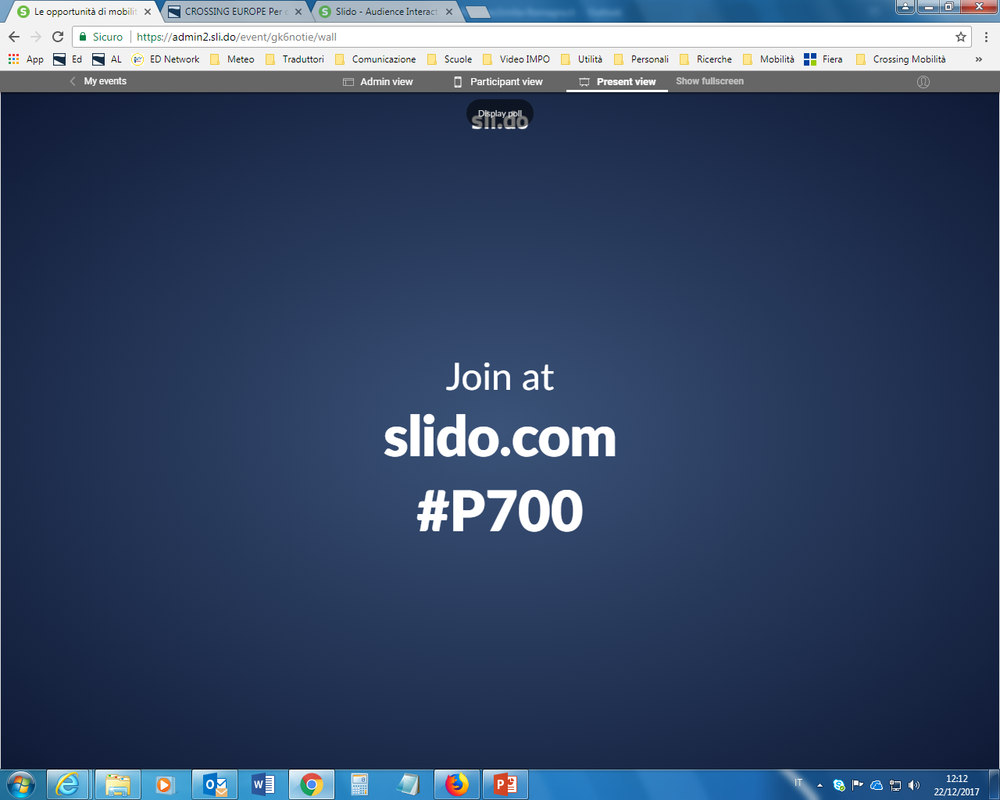 Le opportunità di mobilit
CROSSING EUROPE Per
Slido - Audience Interact
Sicuro
https://admin2.sli.do/event/gk6notie/wall
App Ed AL ED Network Meteo Traduttori Comunicazione Scuole Video IMPO Utilità Personali Ricerche Mobilità Fiera Crossing Mobilità »
My events Admin view Participant view Present view Show fullscreen
Display poll
sli.do
Join at
slido.com
#P700
IT
12:12
22/12/2017